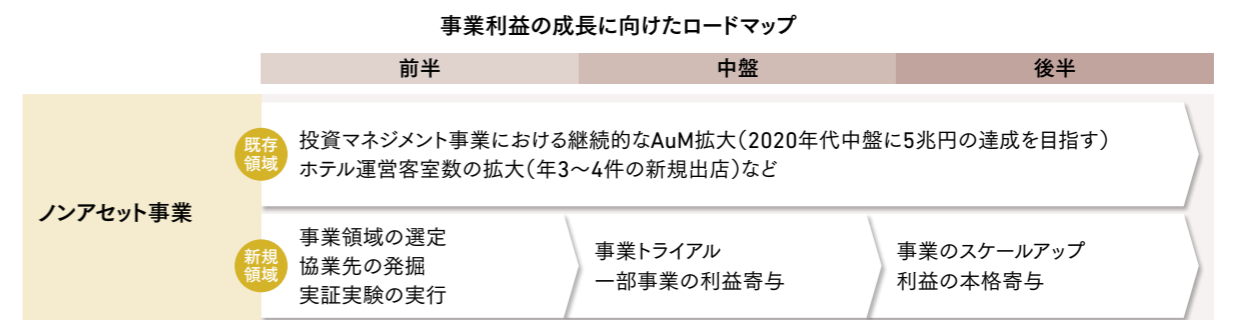 事業利益の成長に向けたロードマップ
前半
中盤
後半
ノンアセット事業
既存
領域
投資マネジメント事業における継続的なAuM拡大（2020年代中盤に5兆円の達成を目指す）
ホテル運営客室数の拡大（年3〜4件の新規出店）など
新規
領域
事業領域の選定
協業先の発掘
実証実験の実行
事業トライアル
一部事業の利益寄与
事業のスケールアップ
利益の本格寄与